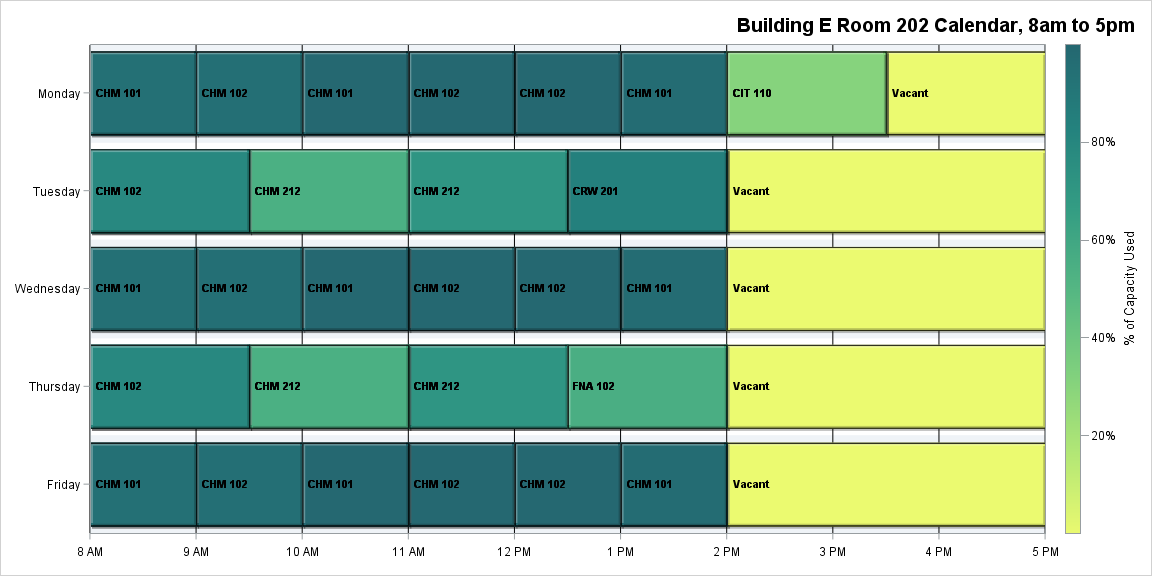 Building E Room 202 Calendar, 8am to 5pm
Monday
CHM 101 CHM 102 CHM 101 CHM 102 CHM 102 CHM 101 CIT 110 Vacant
Tuesday
CHM 102 CHM 212 CHM 212 CRW 201 Vacant
Wednesday
CHM 101 CHM 102 CHM 101 CHM 102 CHM 102 CHM 101 Vacant
Thursday
CHM 102 CHM 212 CHM 212 FNA 102 Vacant
Friday
CHM 101 CHM 102 CHM 101 CHM 102 CHM 102 CHM 101 Vacant
8 AM 9 AM 10 AM 11 AM 12 PM 1 PM 2 PM 3 PM 4 PM 5 PM
80%
60%
40%
20%
% of Capacity Used